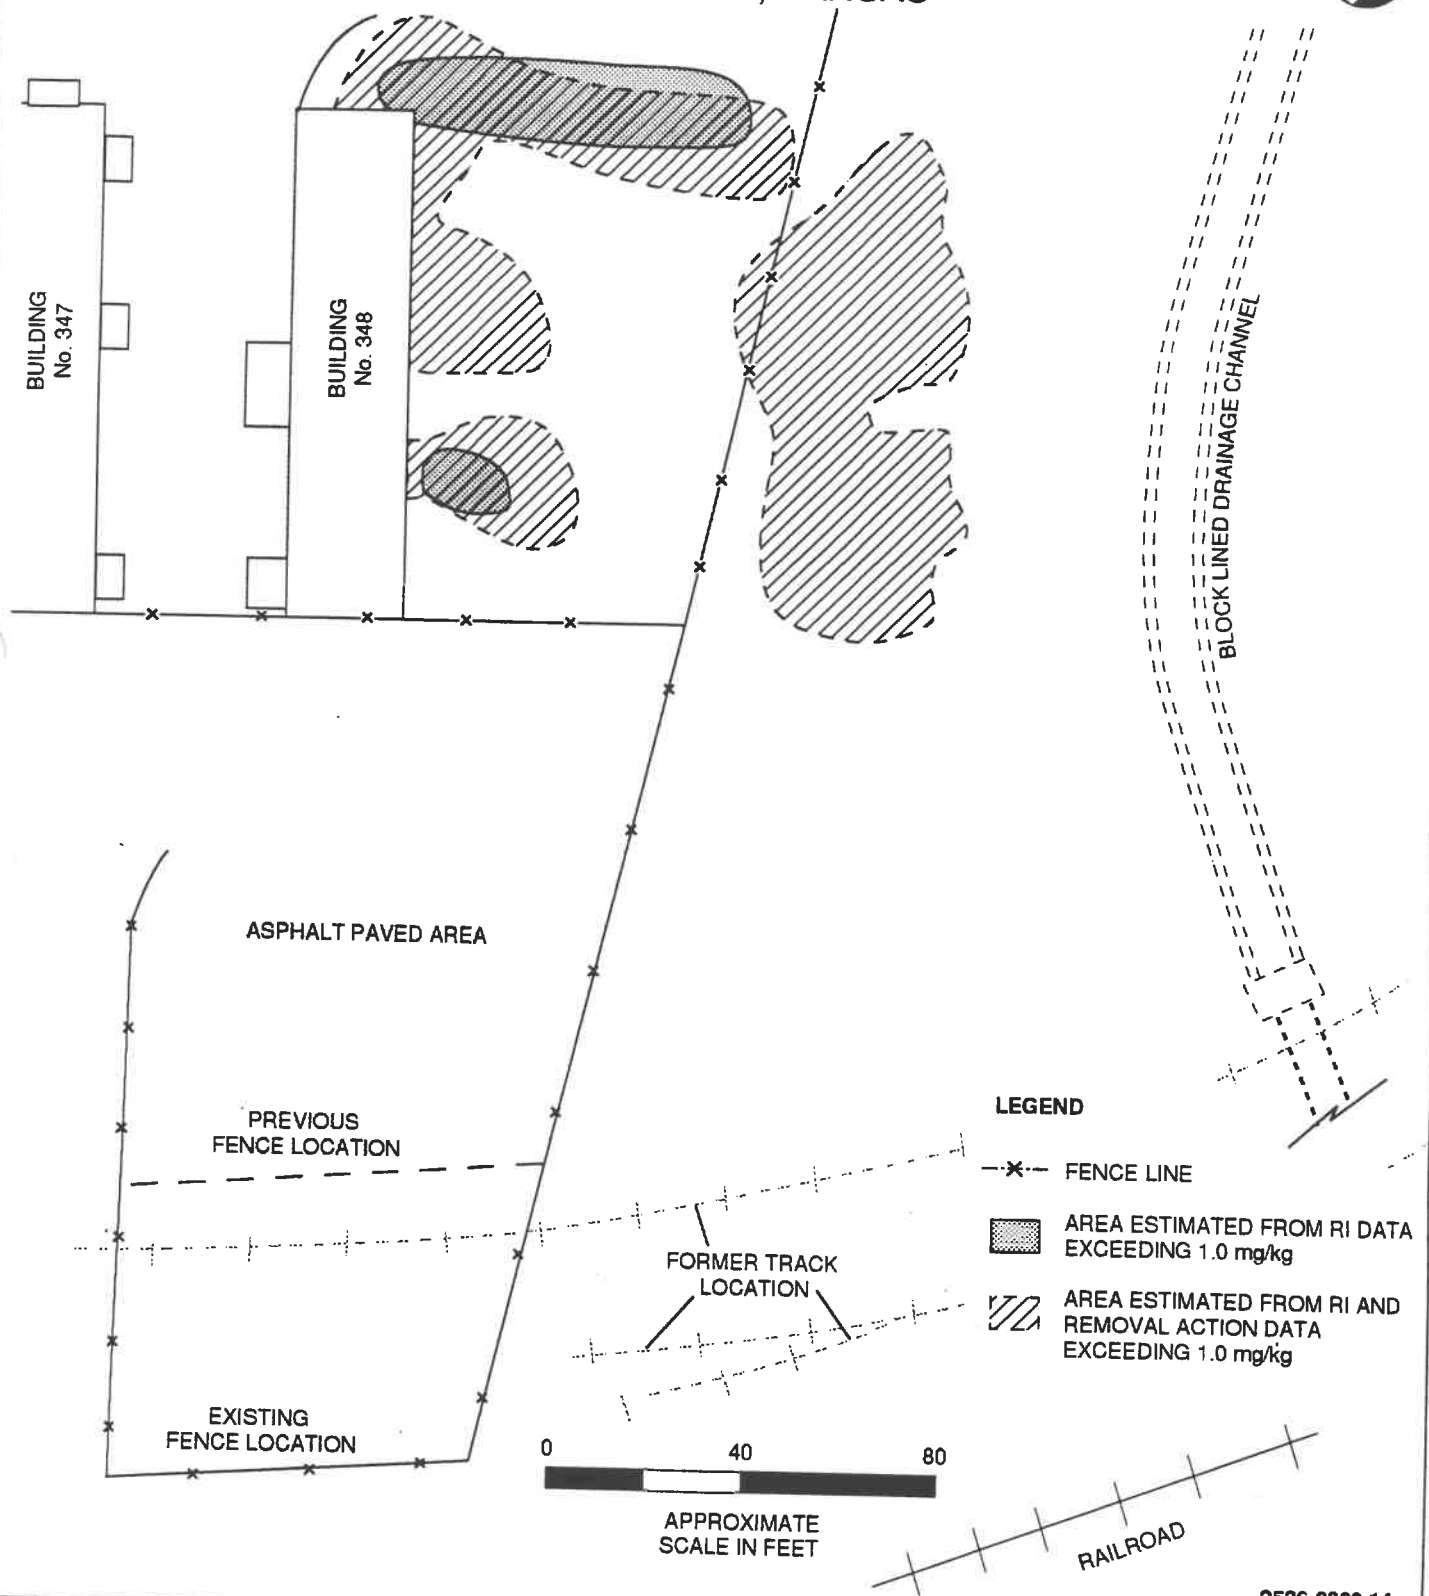 BUILDING
No. 347
BUILDING
No. 348
BLOCK LINED DRAINAGE CHANNEL
ASPHALT PAVED AREA
PREVIOUS
FENCE LOCATION
LEGEND
FENCE LINE
AREA ESTIMATED FROM RI DATA
EXCEEDING 1.0 mg/kg
AREA ESTIMATED FROM RI AND
REMOVAL ACTION DATA
EXCEEDING 1.0 mg/kg
FORMER TRACK
LOCATION
EXISTING
FENCE LOCATION
0 40 80
APPROXIMATE
SCALE IN FEET
RAILROAD